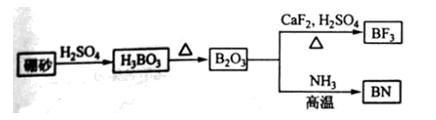 CaF₂, H₂SO₄
△
BF₃
硼砂 H₂SO₄ H₃BO₃ △ B₂O₃
NH₃
高温
BN